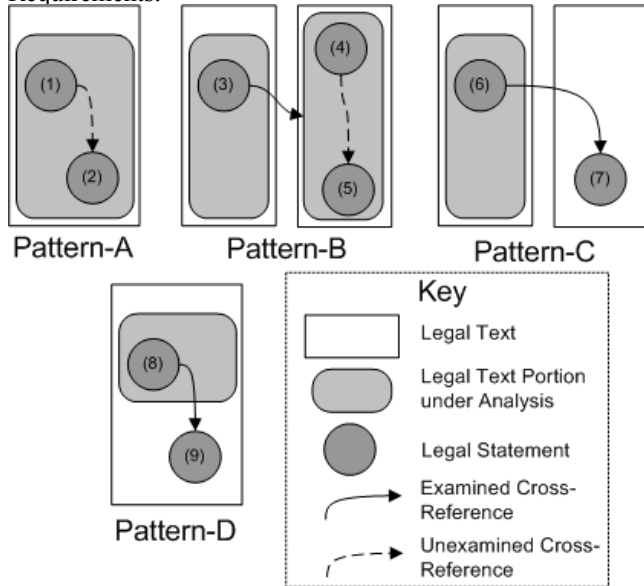 Requirements.
(1)
(2)
(3)
(4)
(5)
(6)
(7)
Pattern-A
Pattern-B
Pattern-C
(8)
(9)
Pattern-D
Key
Legal Text
Legal Text Portion
under Analysis
Legal Statement
Examined Cross-
Reference
Unexamined Cross-
Reference